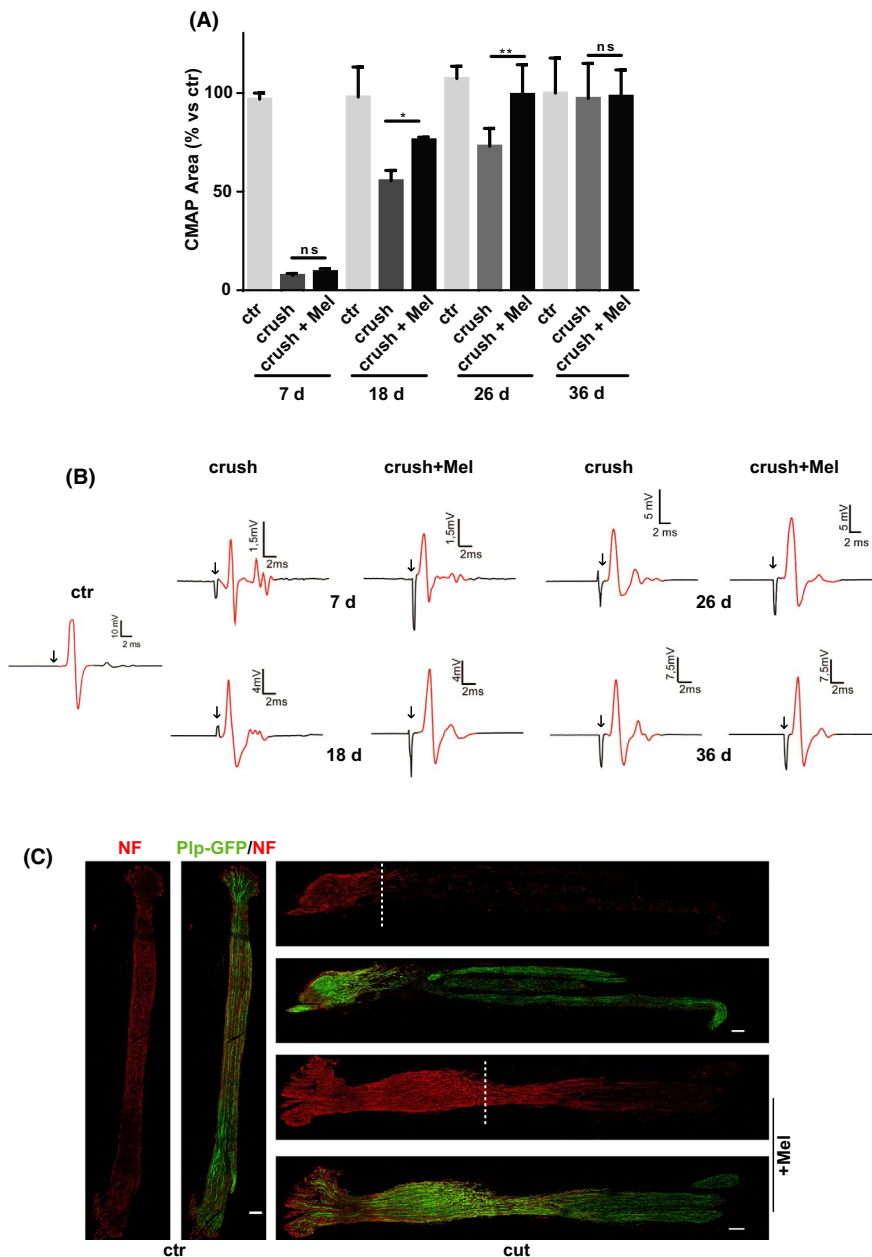 (A)
CMAP Area (% vs ctr)
100
50
0
ns
*
**
ns
ctr
crush
crush + Mel
ctr
crush
crush + Mel
ctr
crush
crush + Mel
ctr
crush
crush + Mel
7 d
18 d
26 d
36 d
(B)
crush
crush+Mel
crush
crush+Mel
ctr
10 mV
2 ms
1,5mV
2ms
1,5mV
2ms
5 mV
2 ms
5 mV
2 ms
7 d
26 d
4mV
2ms
4mV
2ms
7,5mV
2ms
7,5mV
2ms
18 d
36 d
(C)
NF
Plp-GFP/NF
+Mel
ctr
cut